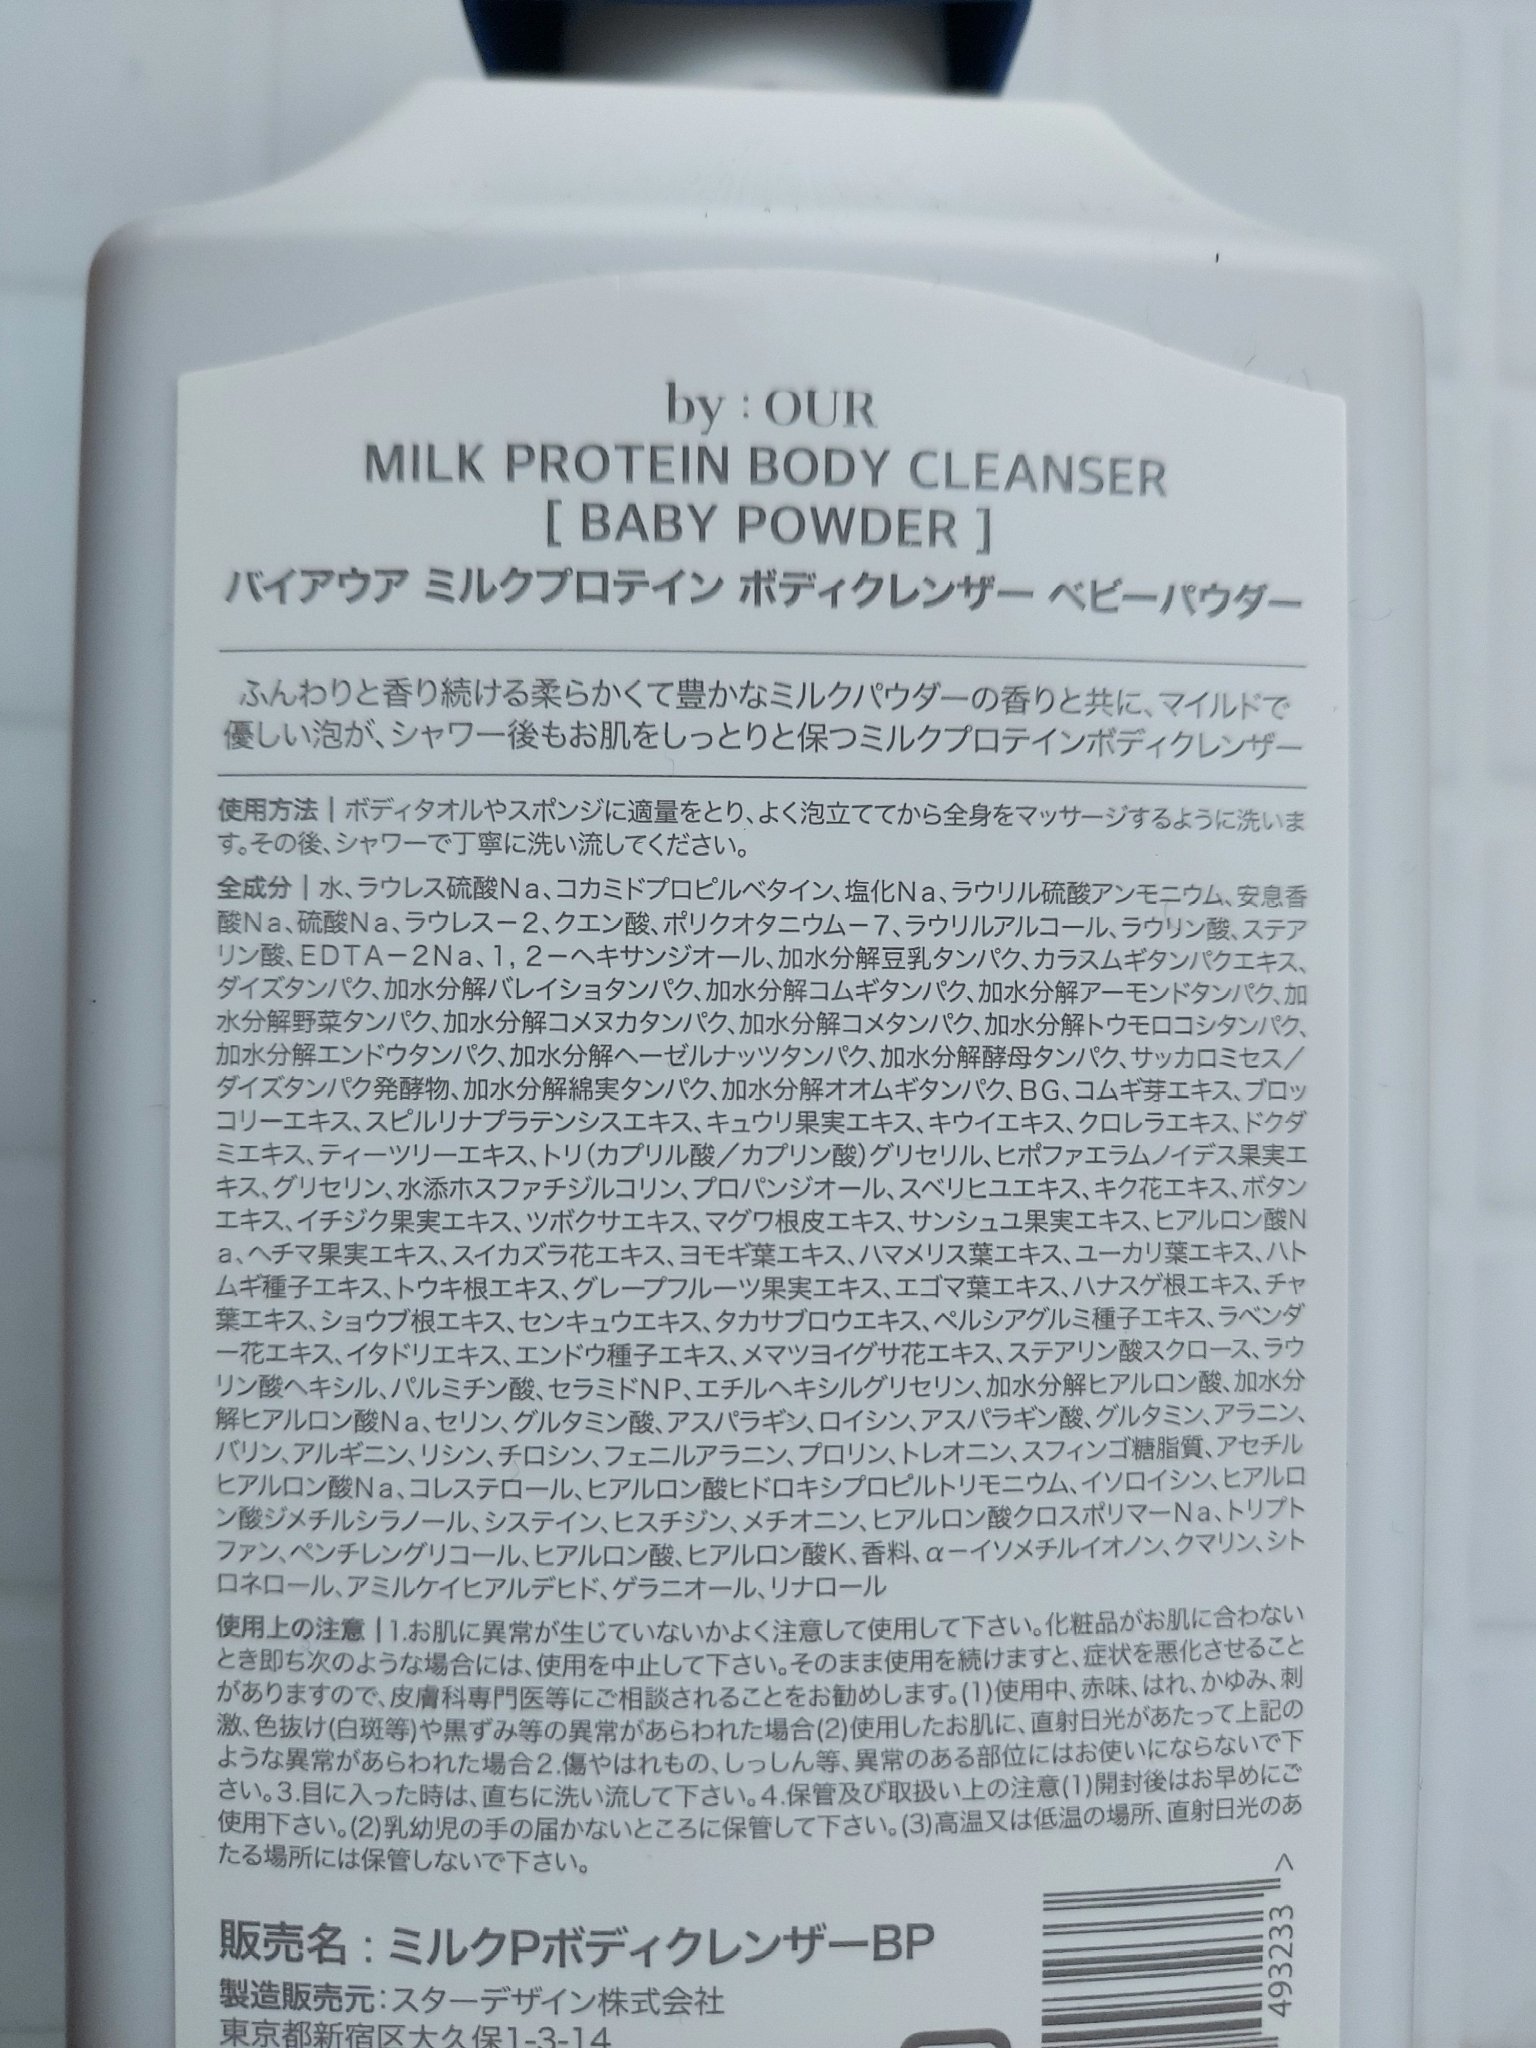 by : OUR
MILK PROTEIN BODY CLEANSER
[ BABY POWDER ]
バイアウア ミルクプロテイン ボディクレンザー ベビーパウダー
ふんわりと香り続ける柔らかくて豊かなミルクパウダーの香りと共に、マイルドで
優しい泡が、シャワー後もお肌をしっとりと保つミルクプロテインボディクレンザー
使用方法 | ボディタオルやスポンジに適量をとり、よく泡立ててから全身をマッサージするように洗いま
す。その後、シャワーで丁寧に洗い流してください。
全成分 | 水、ラウレス硫酸Na、コカミドプロピルベタイン、塩化Na、ラウリル硫酸アンモニウム、安息香
酸Na、硫酸Na、ラウレス－2、クエン酸、ポリクオタニウム－7、ラウリルアルコール、ラウリン酸、ステア
リン酸、EDTA－2Na、1，2－ヘキサンジオール、加水分解豆乳タンパク、カラスムギタンパクエキス、
ダイズタンパク、加水分解バレイショタンパク、加水分解コムギタンパク、加水分解アーモンドタンパク、加
水分解野菜タンパク、加水分解コメヌカタンパク、加水分解コメタンパク、加水分解トウモロコシタンパク、
加水分解エンドウタンパク、加水分解ヘーゼルナッツタンパク、加水分解酵母タンパク、サッカロミセス／
ダイズタンパク発酵物、加水分解綿実タンパク、加水分解オオムギタンパク、BG、コムギ芽エキス、ブロッ
コリーエキス、スピルリナプラテンシスエキス、キュウリ果実エキス、キウイエキス、クロレラエキス、ドクダ
ミエキス、ティーツリーエキス、トリ（カプリル酸／カプリン酸）グリセリル、ヒポファエラムノイデス果実エ
キス、グリセリン、水添ホスファチジルコリン、プロパンジオール、スベリヒユエキス、キク花エキス、ボタン
エキス、イチジク果実エキス、ツボクサエキス、マグワ根皮エキス、サンシュユ果実エキス、ヒアルロン酸N
a、ヘチマ果実エキス、スイカズラ花エキス、ヨモギ葉エキス、ハマメリス葉エキス、ユーカリ葉エキス、ハト
ムギ種子エキス、トウキ根エキス、グレープフルーツ果実エキス、エゴマ葉エキス、ハナスゲ根エキス、チャ
葉エキス、ショウブ根エキス、センキュウエキス、タカサブロウエキス、ペルシアグルミ種子エキス、ラベンダ
ー花エキス、イタドリエキス、エンドウ種子エキス、メマツヨイグサ花エキス、ステアリン酸スクロース、ラウ
リン酸ヘキシル、パルミチン酸、セラミドNP、エチルヘキシルグリセリン、加水分解ヒアルロン酸、加水分
解ヒアルロン酸Na、セリン、グルタミン酸、アスパラギン、ロイシン、アスパラギン酸、グルタミン、アラニン、
バリン、アルギニン、リシン、チロシン、フェニルアラニン、プロリン、トレオニン、スフィンゴ糖脂質、アセチル
ヒアルロン酸Na、コレステロール、ヒアルロン酸ヒドロキシプロピルトリモニウム、イソロイシン、ヒアルロ
ン酸ジメチルシラノール、システイン、ヒスチジン、メチオニン、ヒアルロン酸クロスポリマーNa、トリプト
ファン、ペンチレングリコール、ヒアルロン酸、ヒアルロン酸K、香料、α－イソメチルイオノン、クマリン、シト
ロネロール、アミルケイヒアルデヒド、ゲラニオール、リナロール
使用上の注意 | 1.お肌に異常が生じていないかよく注意して使用して下さい。化粧品がお肌に合わない
とき即ち次のような場合には、使用を中止して下さい。そのまま使用を続けますと、症状を悪化させること
がありますので、皮膚科専門医等にご相談されることをお勧めします。(1)使用中、赤味、はれ、かゆみ、刺
激、色抜け(白斑等)や黒ずみ等の異常があらわれた場合(2)使用したお肌に、直射日光があたって上記の
ような異常があらわれた場合2.傷やはれもの、しっしん等、異常のある部位にはお使いにならないで下
さい。3.目に入った時は、直ちに洗い流して下さい。4.保管及び取扱い上の注意(1)開封後はお早めにご
使用下さい。(2)乳幼児の手の届かないところに保管して下さい。(3)高温又は低温の場所、直射日光のあ
たる場所には保管しないで下さい。
販売名 : ミルクPボディクレンザーBP
製造販売元:スターデザイン株式会社
東京都新宿区大久保1-3-14
493233 >